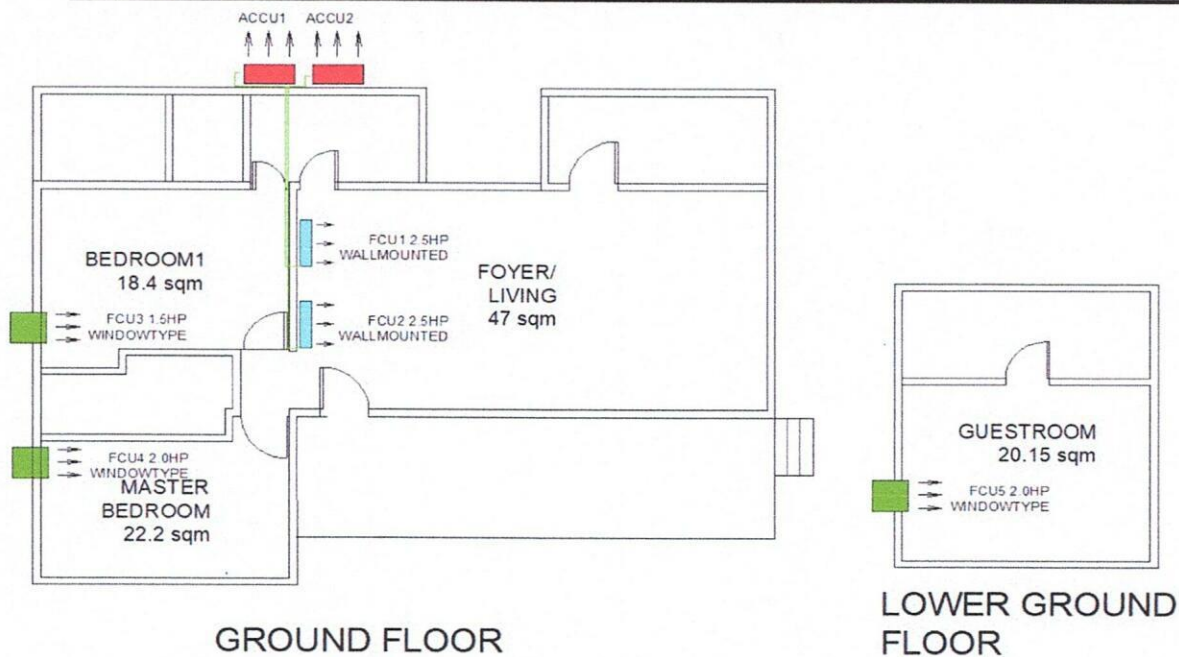 ACCU1 ACCU2
BEDROOM1
18.4 sqm
FCU1 2.5HP
WALLMOUNTED
FOYER/
LIVING
47 sqm
FCU2 2.5HP
WALLMOUNTED
FCU3 1.5HP
WINDOWTYPE
FCU4 2.0HP
WINDOWTYPE
MASTER
BEDROOM
22.2 sqm
GUESTROOM
20.15 sqm
FCU5 2.0HP
WINDOWTYPE
GROUND FLOOR
LOWER GROUND
FLOOR